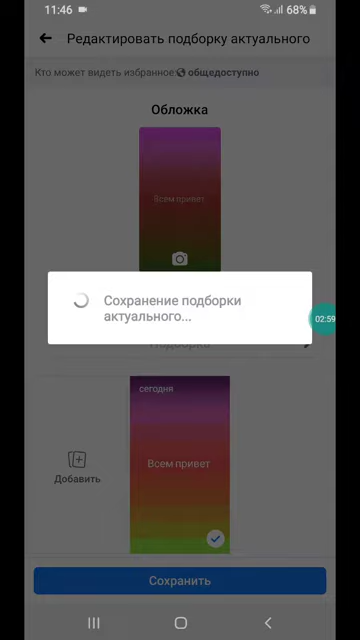 11:46
68%
Редактировать подборку актуального
Кто может видеть избранное: общедоступно
Обложка
Всем привет
Сохранение подборки
актуального...
02:59
Подборка
сегодня
Всем привет
Добавить
Сохранить